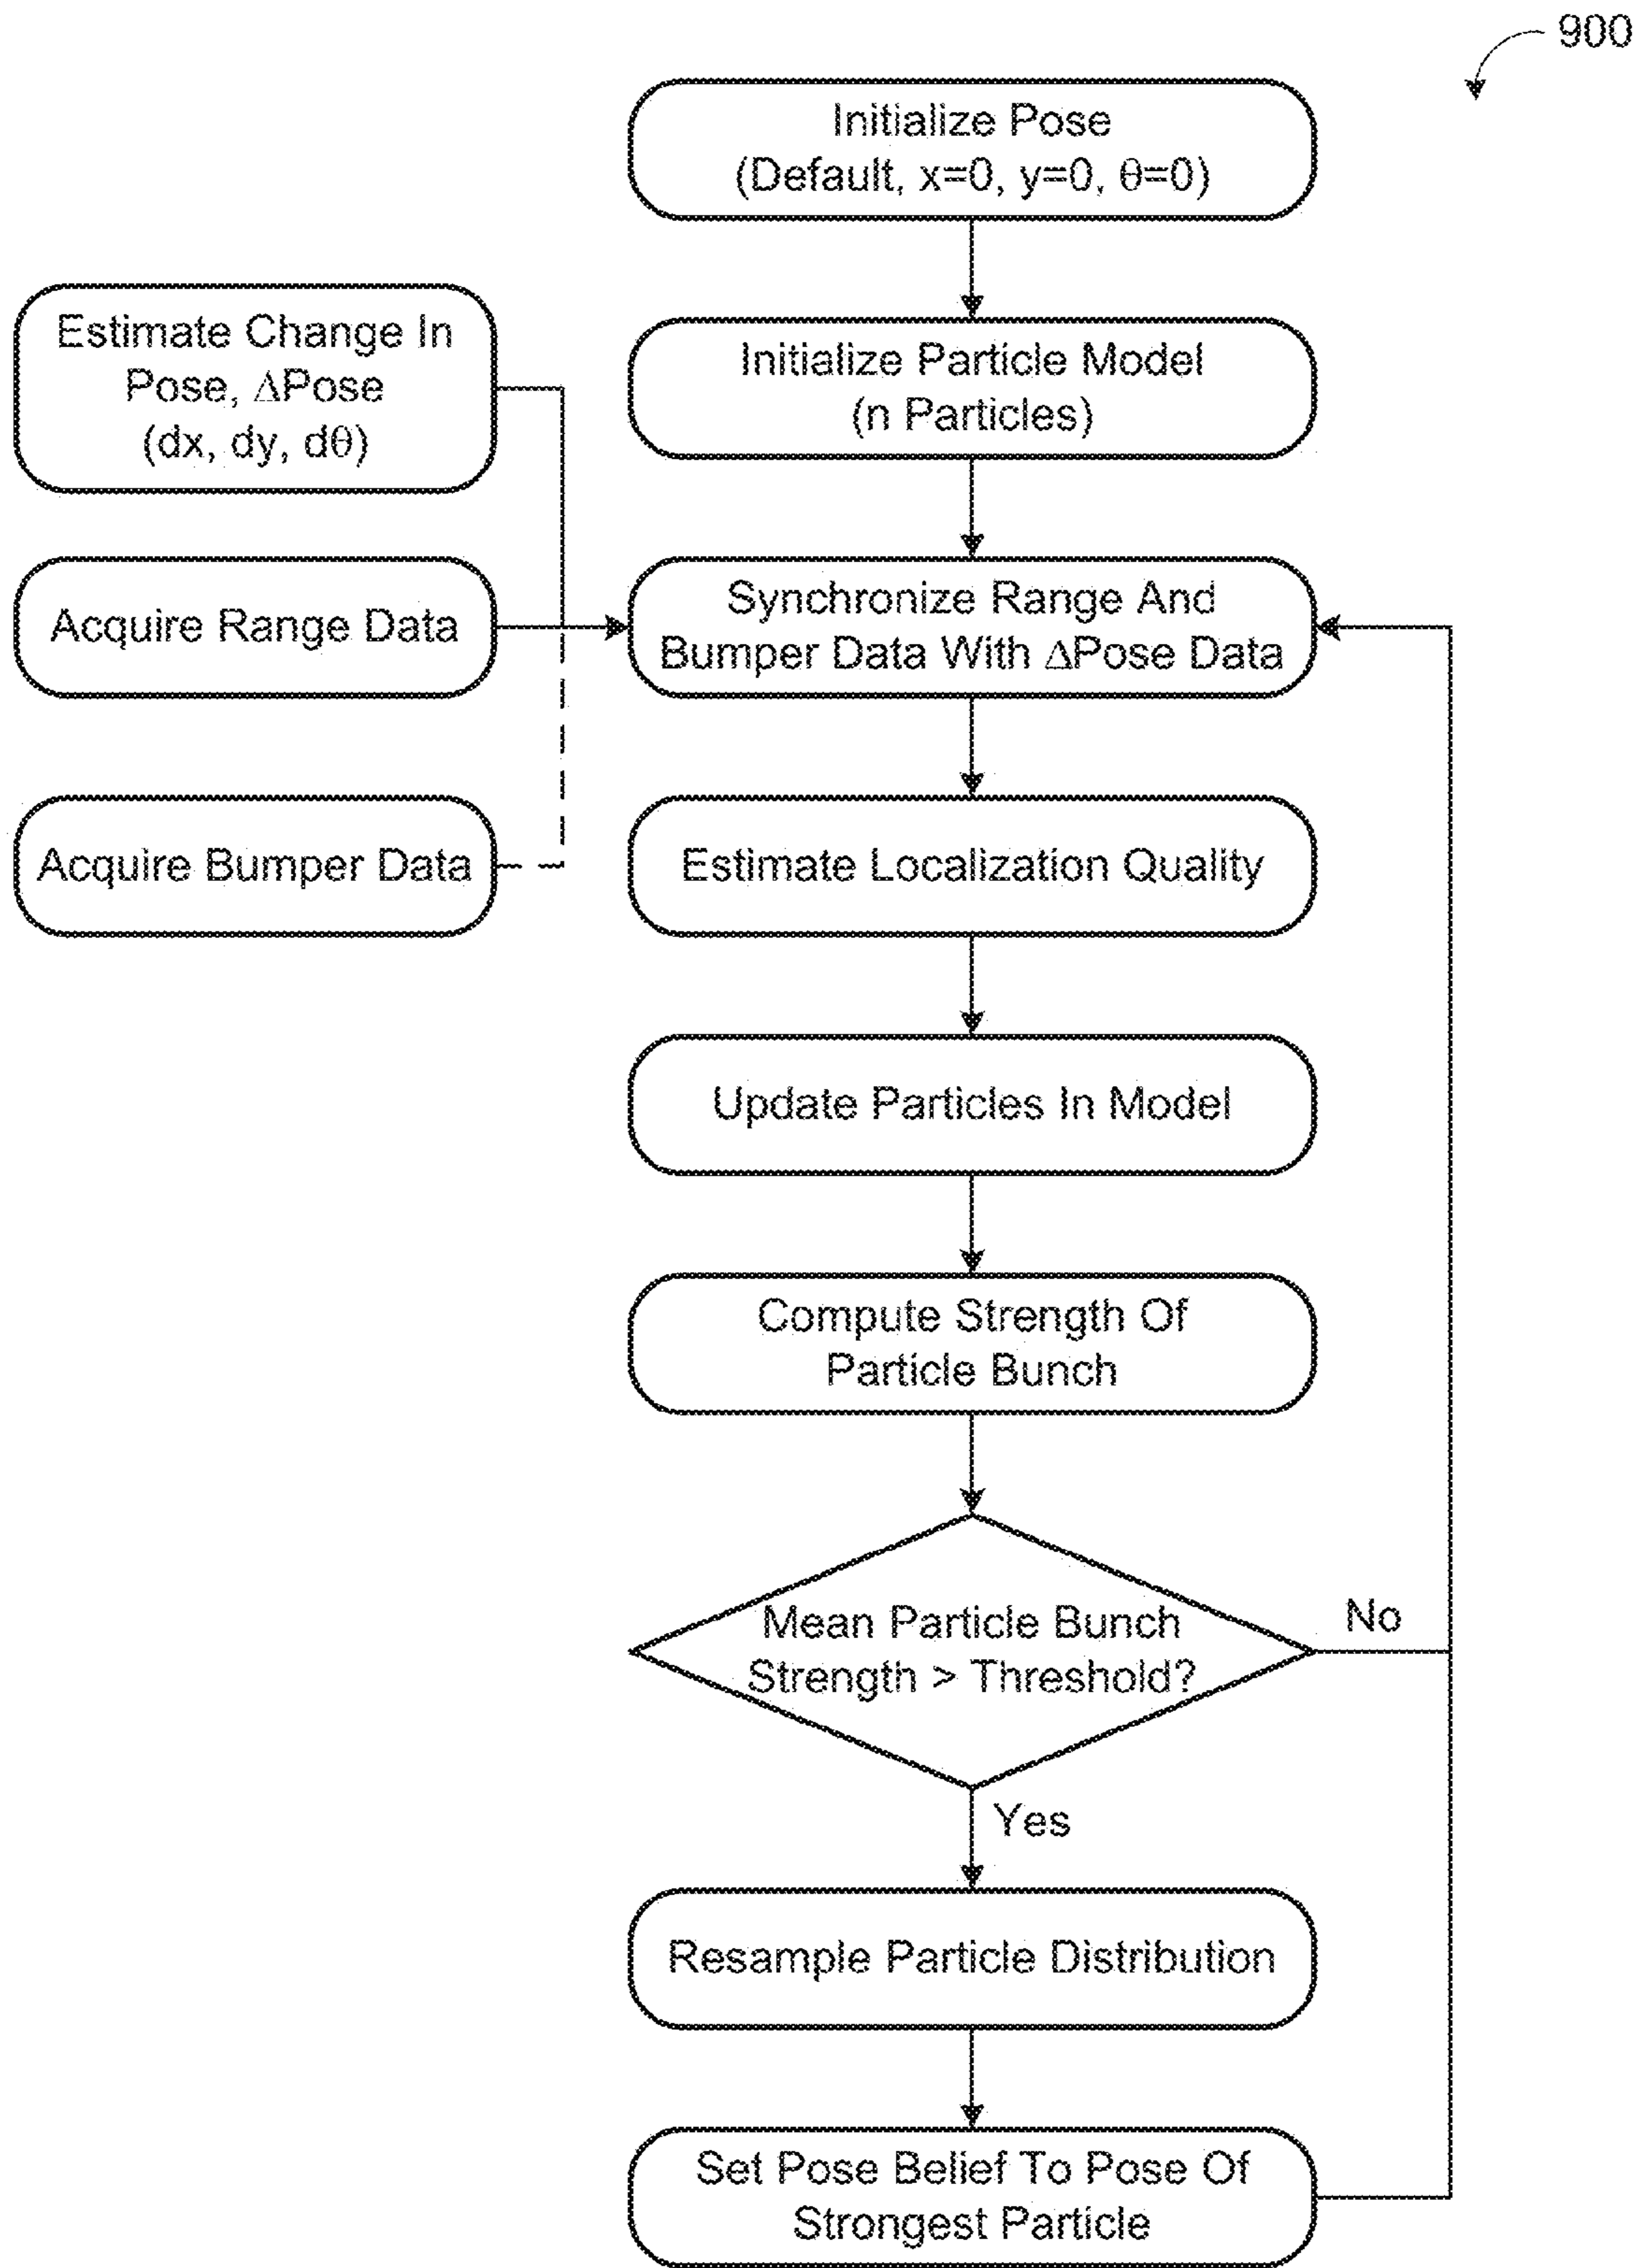 900
Initialize Pose
(Default, x=0, y=0, θ=0)
Estimate Change In
Pose, ΔPose
(dx, dy, dθ)
Initialize Particle Model
(n Particles)
Acquire Range Data
Synchronize Range And
Bumper Data With ΔPose Data
Acquire Bumper Data
Estimate Localization Quality
Update Particles In Model
Compute Strength Of
Particle Bunch
Mean Particle Bunch
Strength > Threshold?
No
Yes
Resample Particle Distribution
Set Pose Belief To Pose Of
Strongest Particle